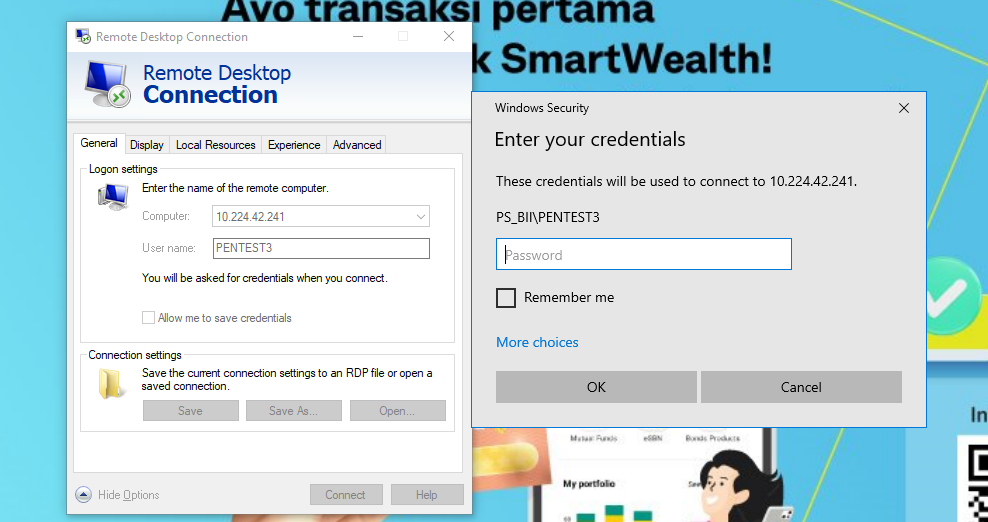 Ayo transaksi pertama
k SmartWealth!
Remote Desktop Connection
Remote Desktop
Connection
General
Display
Local Resources
Experience
Advanced
Logon settings
Enter the name of the remote computer.
Computer:
10.224.42.241
User name:
PENTEST3
You will be asked for credentials when you connect.
Allow me to save credentials
Connection settings
Save the current connection settings to an RDP file or open a
saved connection.
Save
Save As...
Open...
Hide Options
Connect
Help
Windows Security
Enter your credentials
These credentials will be used to connect to 10.224.42.241.
PS_BII\PENTEST3
Password
Remember me
More choices
OK
Cancel
Mutual Funds
eSBN
Bonds Products
My portfolio
See
In